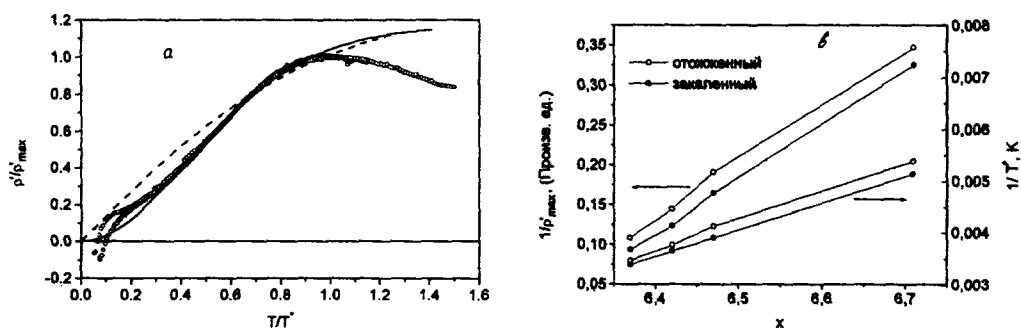 a
ρ'/ρ'max
1.2
1.0
0.8
0.6
0.4
0.2
0.0
-0.2
0.0 0.2 0.4 0.6 0.8 1.0 1.2 1.4 1.6
T/T*
в
отожженный
закаленный
1/ρ'max, (Произв. ед.)
0,35
0,30
0,25
0,20
0,15
0,10
0,05
6,4 6,5 6,6 6,7
x
0,008
0,007
0,006
0,005
0,004
0,003
1/ T*, K